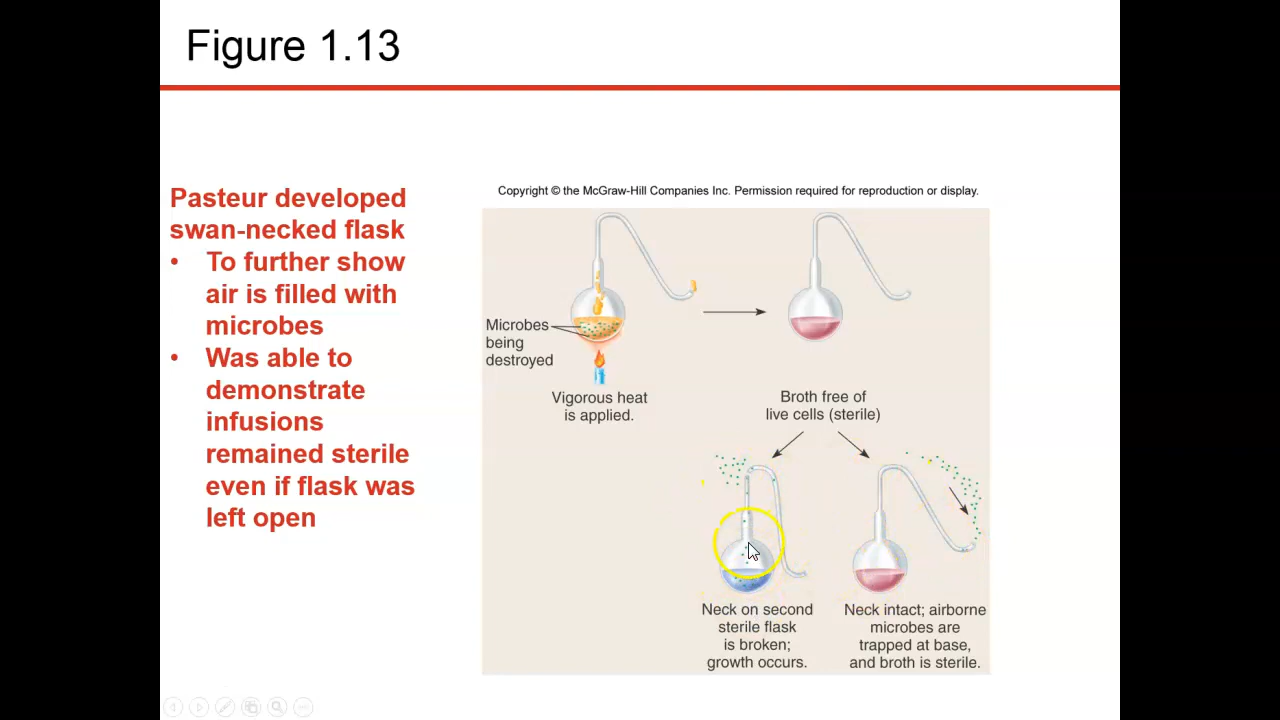 Figure 1.13
Pasteur developed
swan-necked flask
• To further show
air is filled with
microbes
• Was able to
demonstrate
infusions
remained sterile
even if flask was
left open
Copyright © the McGraw-Hill Companies Inc. Permission required for reproduction or display.
Microbes
being
destroyed
Vigorous heat
is applied.
Broth free of
live cells (sterile)
Neck on second
sterile flask
is broken;
growth occurs.
Neck intact; airborne
microbes are
trapped at base,
and broth is sterile.